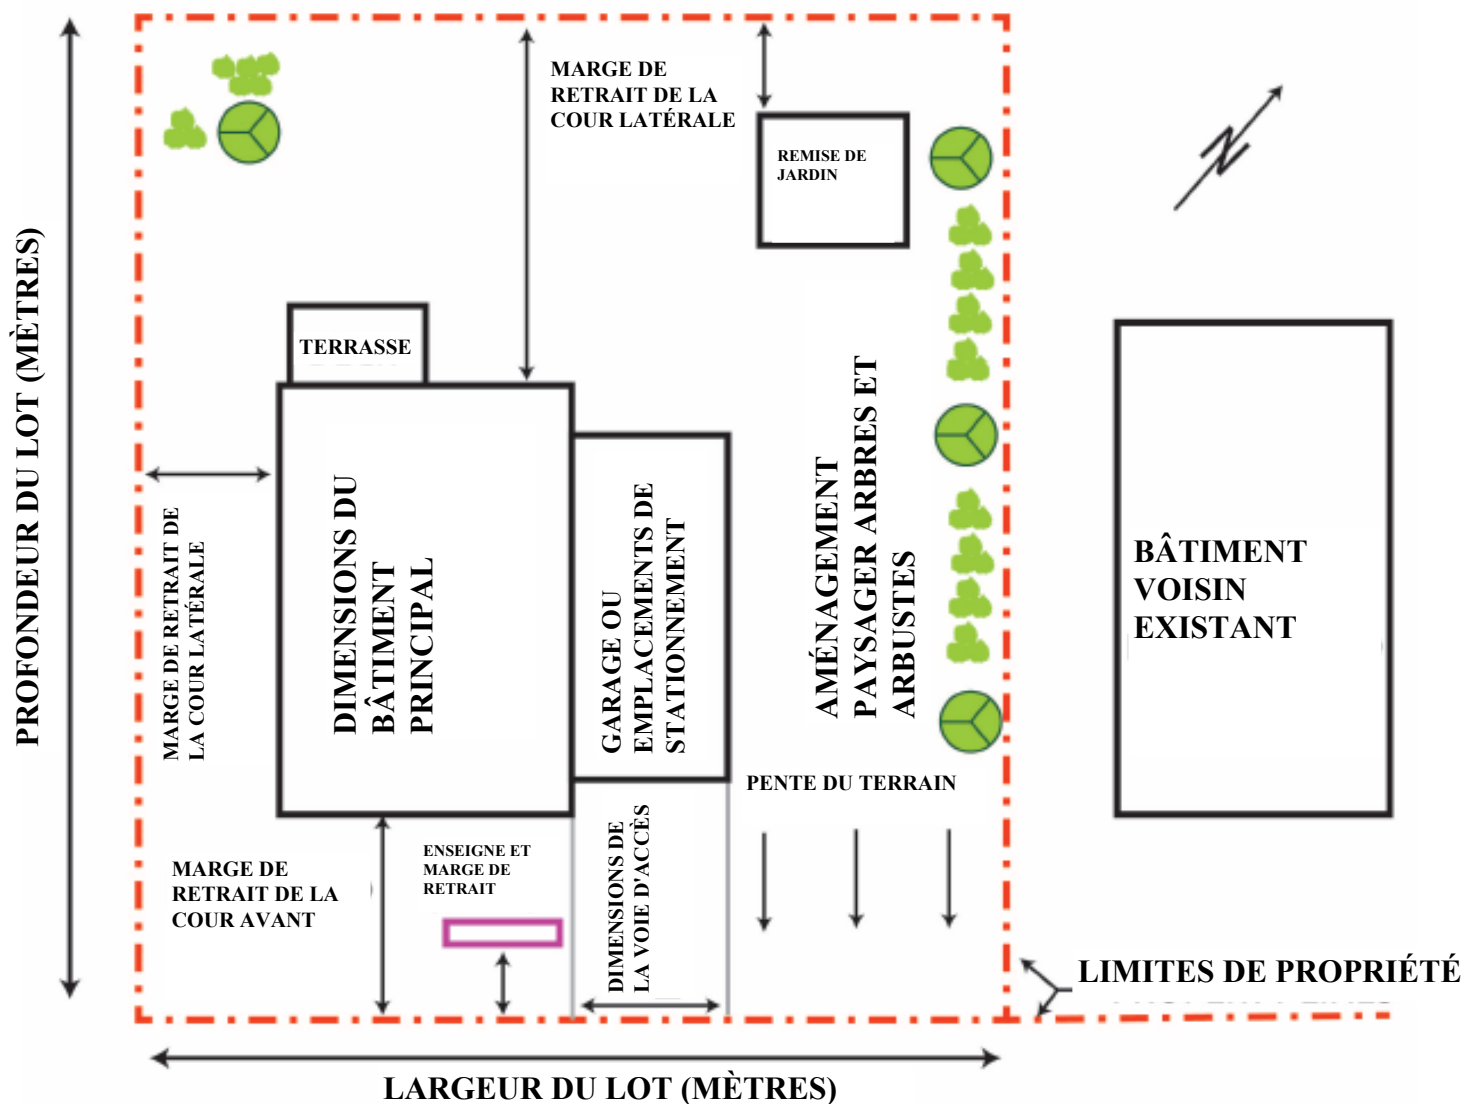 MARGE DE
RETRAIT DE LA
COUR LATÉRALE
REMISE DE
JARDIN
N
PROFONDEUR DU LOT (MÈTRES)
TERRASSE
MARGE DE RETRAIT DE
LA COUR LATÉRALE
DIMENSIONS DU
BÂTIMENT
PRINCIPAL
GARAGE OU
EMPLACEMENTS DE
STATIONNEMENT
AMÉNAGEMENT
PAYSAGER ARBRES ET
ARBUSTES
BÂTIMENT
VOISIN
EXISTANT
PENTE DU TERRAIN
MARGE DE
RETRAIT DE LA
COUR AVANT
ENSEIGNE ET
MARGE DE
RETRAIT
DIMENSIONS DE
LA VOIE D'ACCÈS
LIMITES DE PROPRIÉTÉ
LARGEUR DU LOT (MÈTRES)